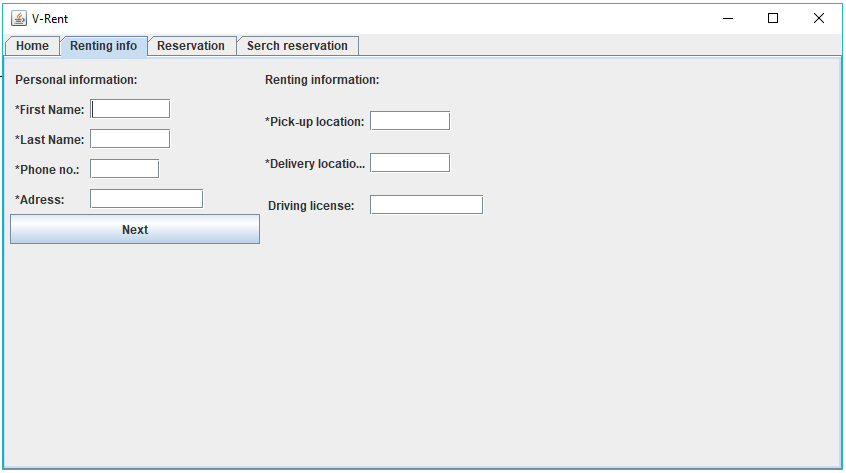 V-Rent
Home Renting info Reservation Serch reservation
Personal information:
*First Name:
*Last Name:
*Phone no.:
*Adress:
Next
Renting information:
*Pick-up location:
*Delivery locatio...
Driving license: